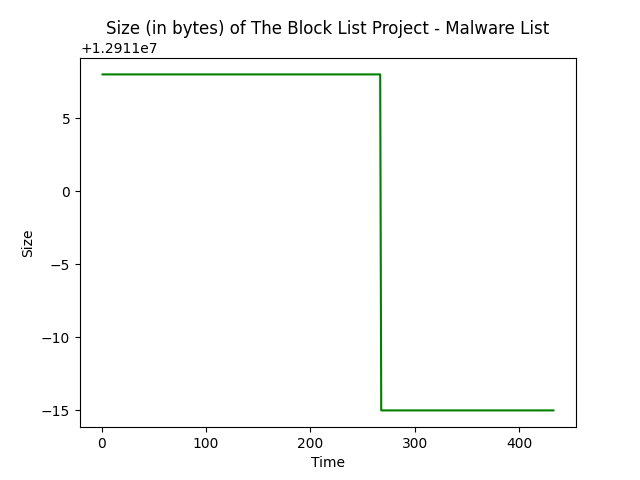 Size (in bytes) of The Block List Project - Malware List
+1.2911e7
5
0
−5
−10
−15
Size
0 100 200 300 400
Time